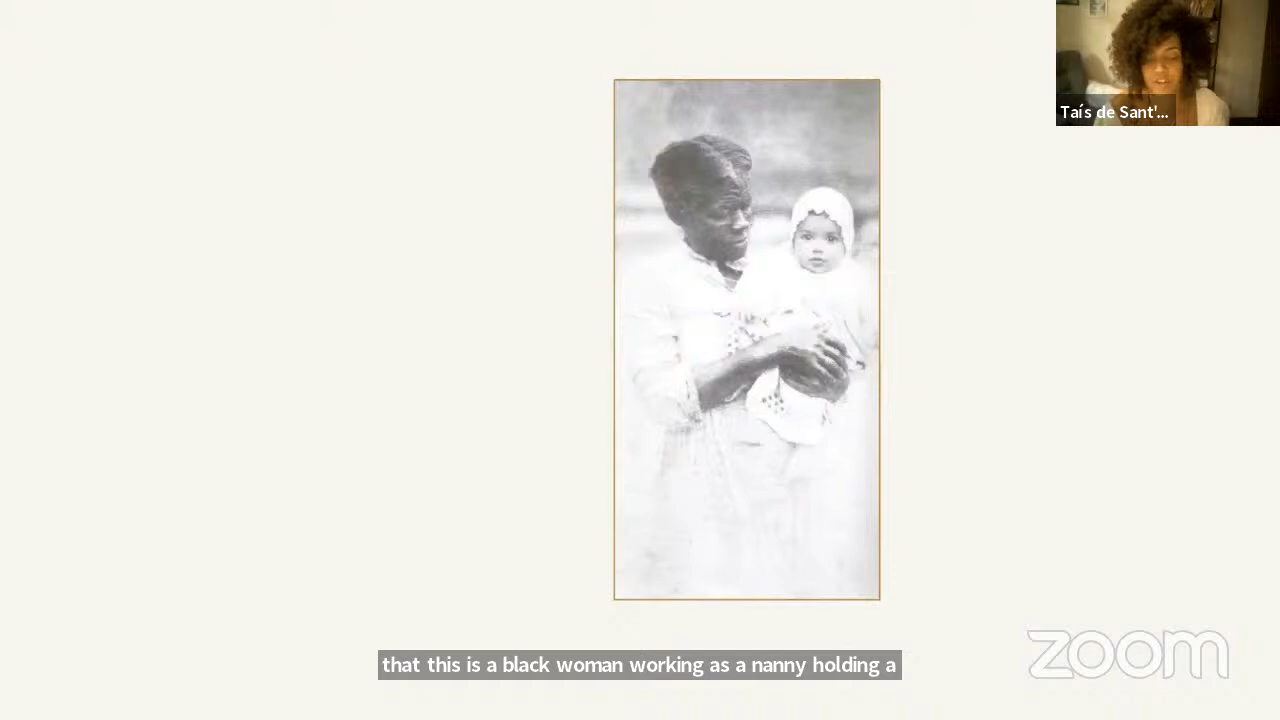 Taís de Sant'...
that this is a black woman working as a nanny holding a
zoom